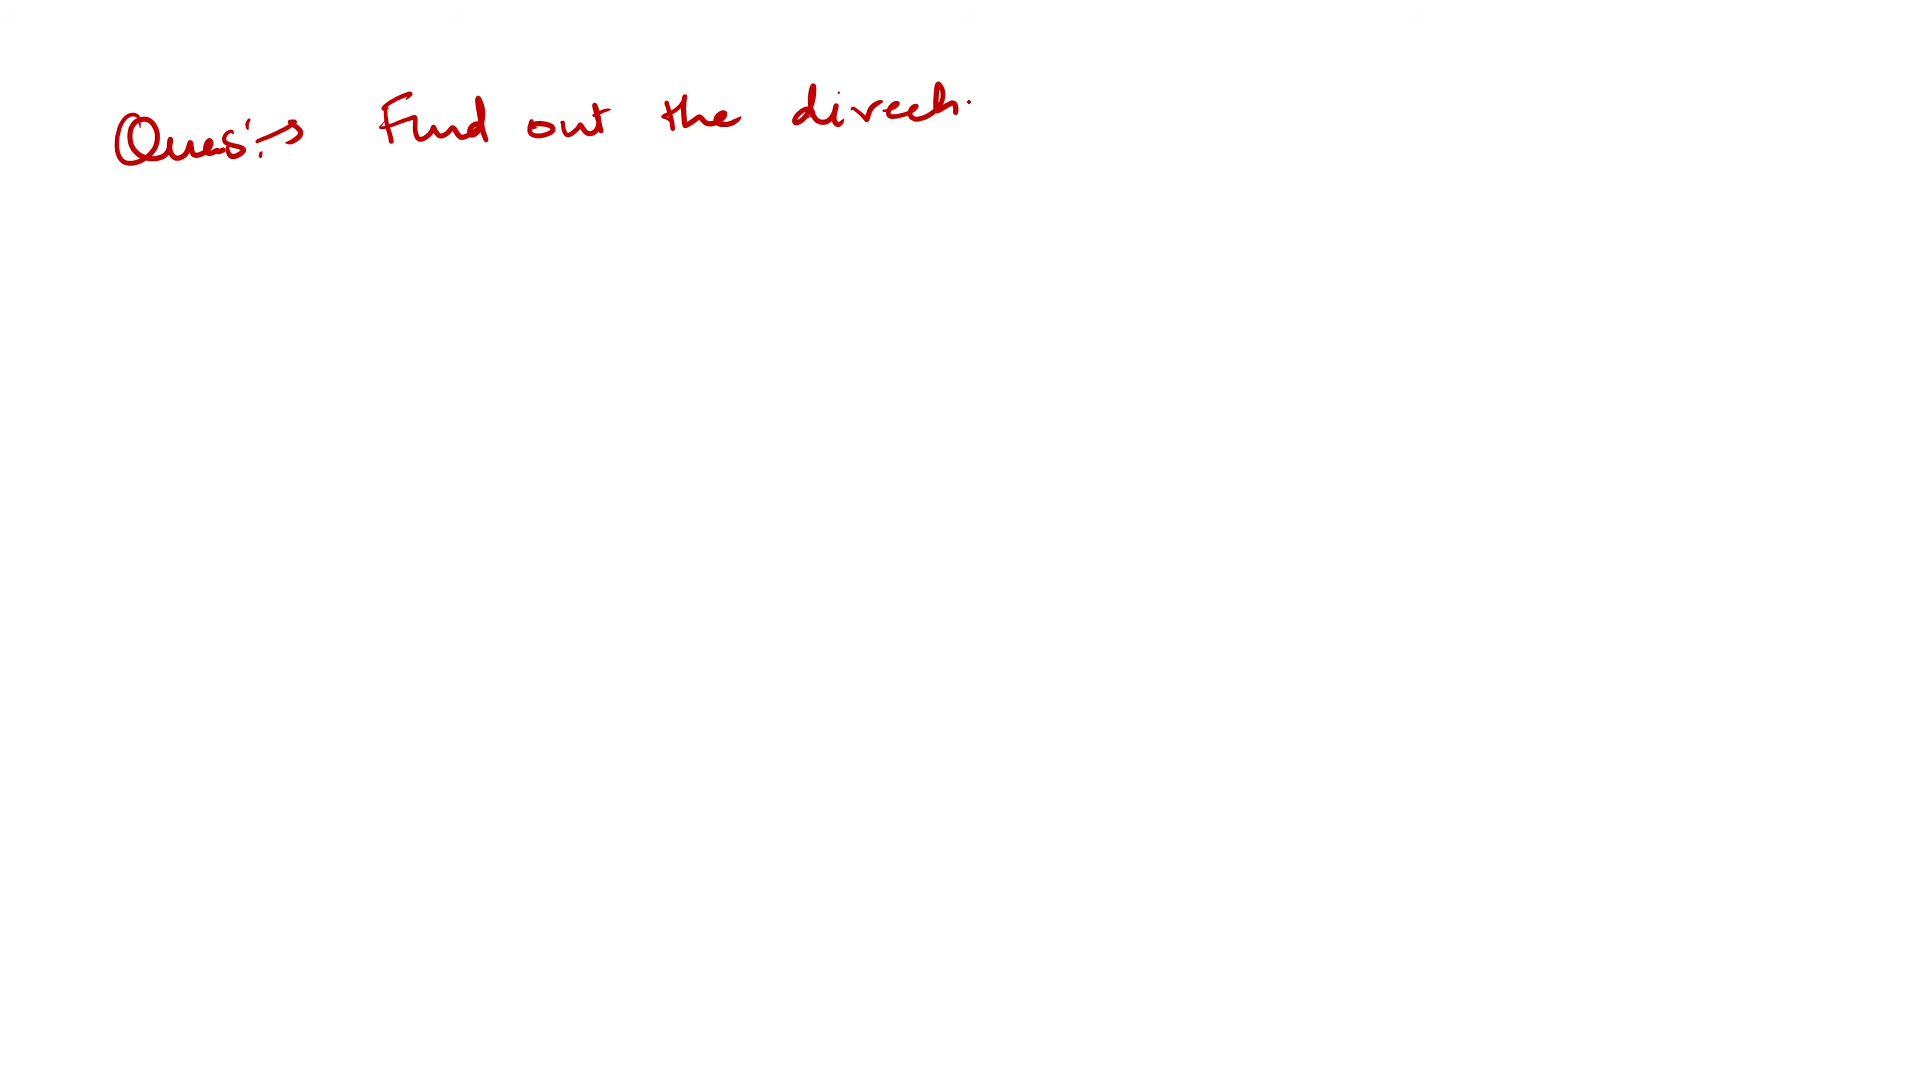 Ques:→ Find out the direct